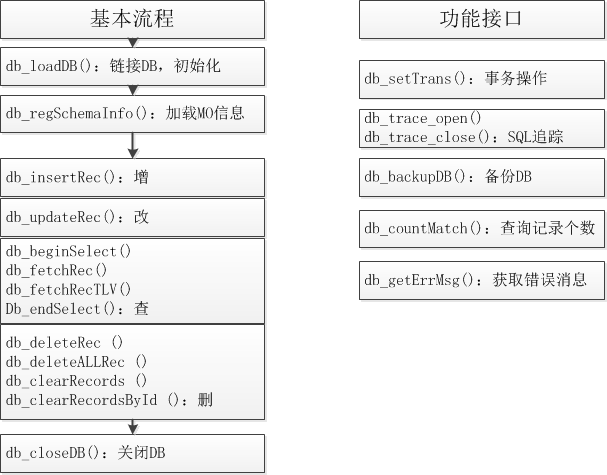 基本流程
db_loadDB()：链接DB，初始化
db_regSchemaInfo()：加载MO信息
db_insertRec()：增
db_updateRec()：改
db_beginSelect()
db_fetchRec()
db_fetchRecTLV()
Db_endSelect()：查
db_deleteRec ()
db_deleteALLRec ()
db_clearRecords ()
db_clearRecordsById ()：删
db_closeDB()：关闭DB
功能接口
db_setTrans()：事务操作
db_trace_open()
db_trace_close()：SQL追踪
db_backupDB()：备份DB
db_countMatch()：查询记录个数
db_getErrMsg()：获取错误消息